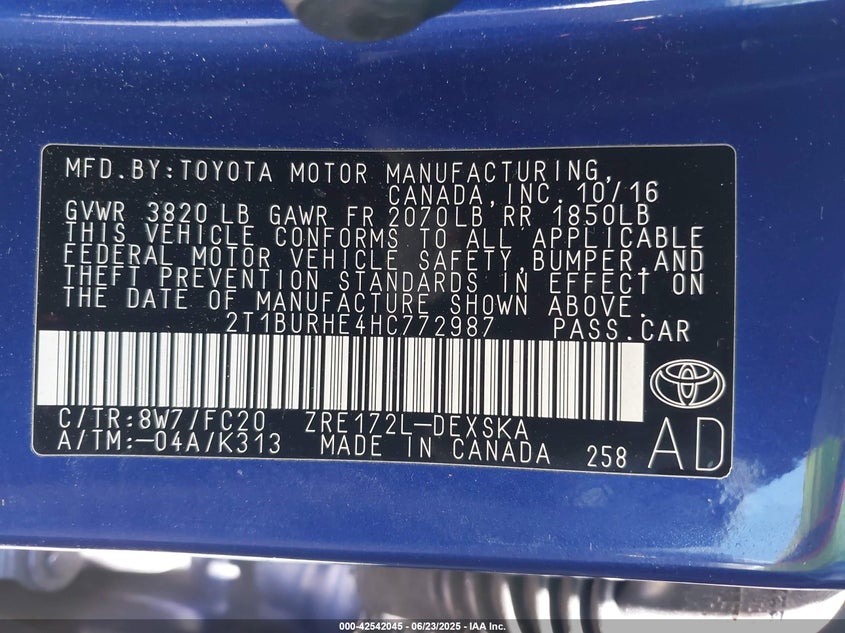 MFD.BY:TOYOTA MOTOR MANUFACTURING,
CANADA,INC. 10/16
GVWR 3820 LB GAWR FR 2070LB RR 1850LB
THIS VEHICLE CONFORMS TO ALL APPLICABLE
FEDERAL MOTOR VEHICLE SAFETY,BUMPER,AND
THEFT PREVENTION STANDARDS IN EFFECT ON
THE DATE OF MANUFACTURE SHOWN ABOVE.
2T1BURHE4HC772987 PASS.CAR
C/TR:8W7/FC20 ZRE172L-DEXSKA
A/TM:-04A/K313 MADE IN CANADA 258 AD
000-42542045 - 06/23/2025 - IAA Inc.